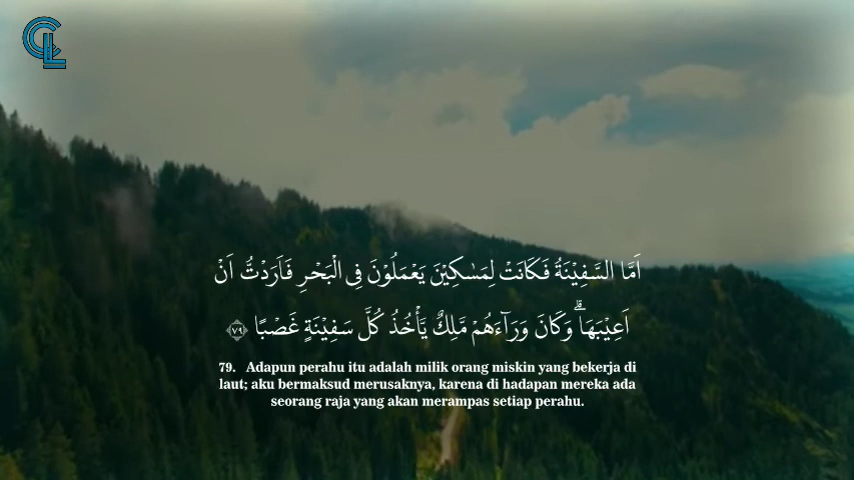 اَمَّا السَّفِيْنَةُ فَكَانَتْ لِمَسٰكِيْنَ يَعْمَلُوْنَ فِى الْبَحْرِ فَاَرَدْتُّ اَنْ
اَعِيْبَهَاۗ وَكَانَ وَرَاۤءَهُمْ مَّلِكٌ يَّأْخُذُ كُلَّ سَفِيْنَةٍ غَصْبًا ٧٩
79. Adapun perahu itu adalah milik orang miskin yang bekerja di
laut; aku bermaksud merusaknya, karena di hadapan mereka ada
seorang raja yang akan merampas setiap perahu.